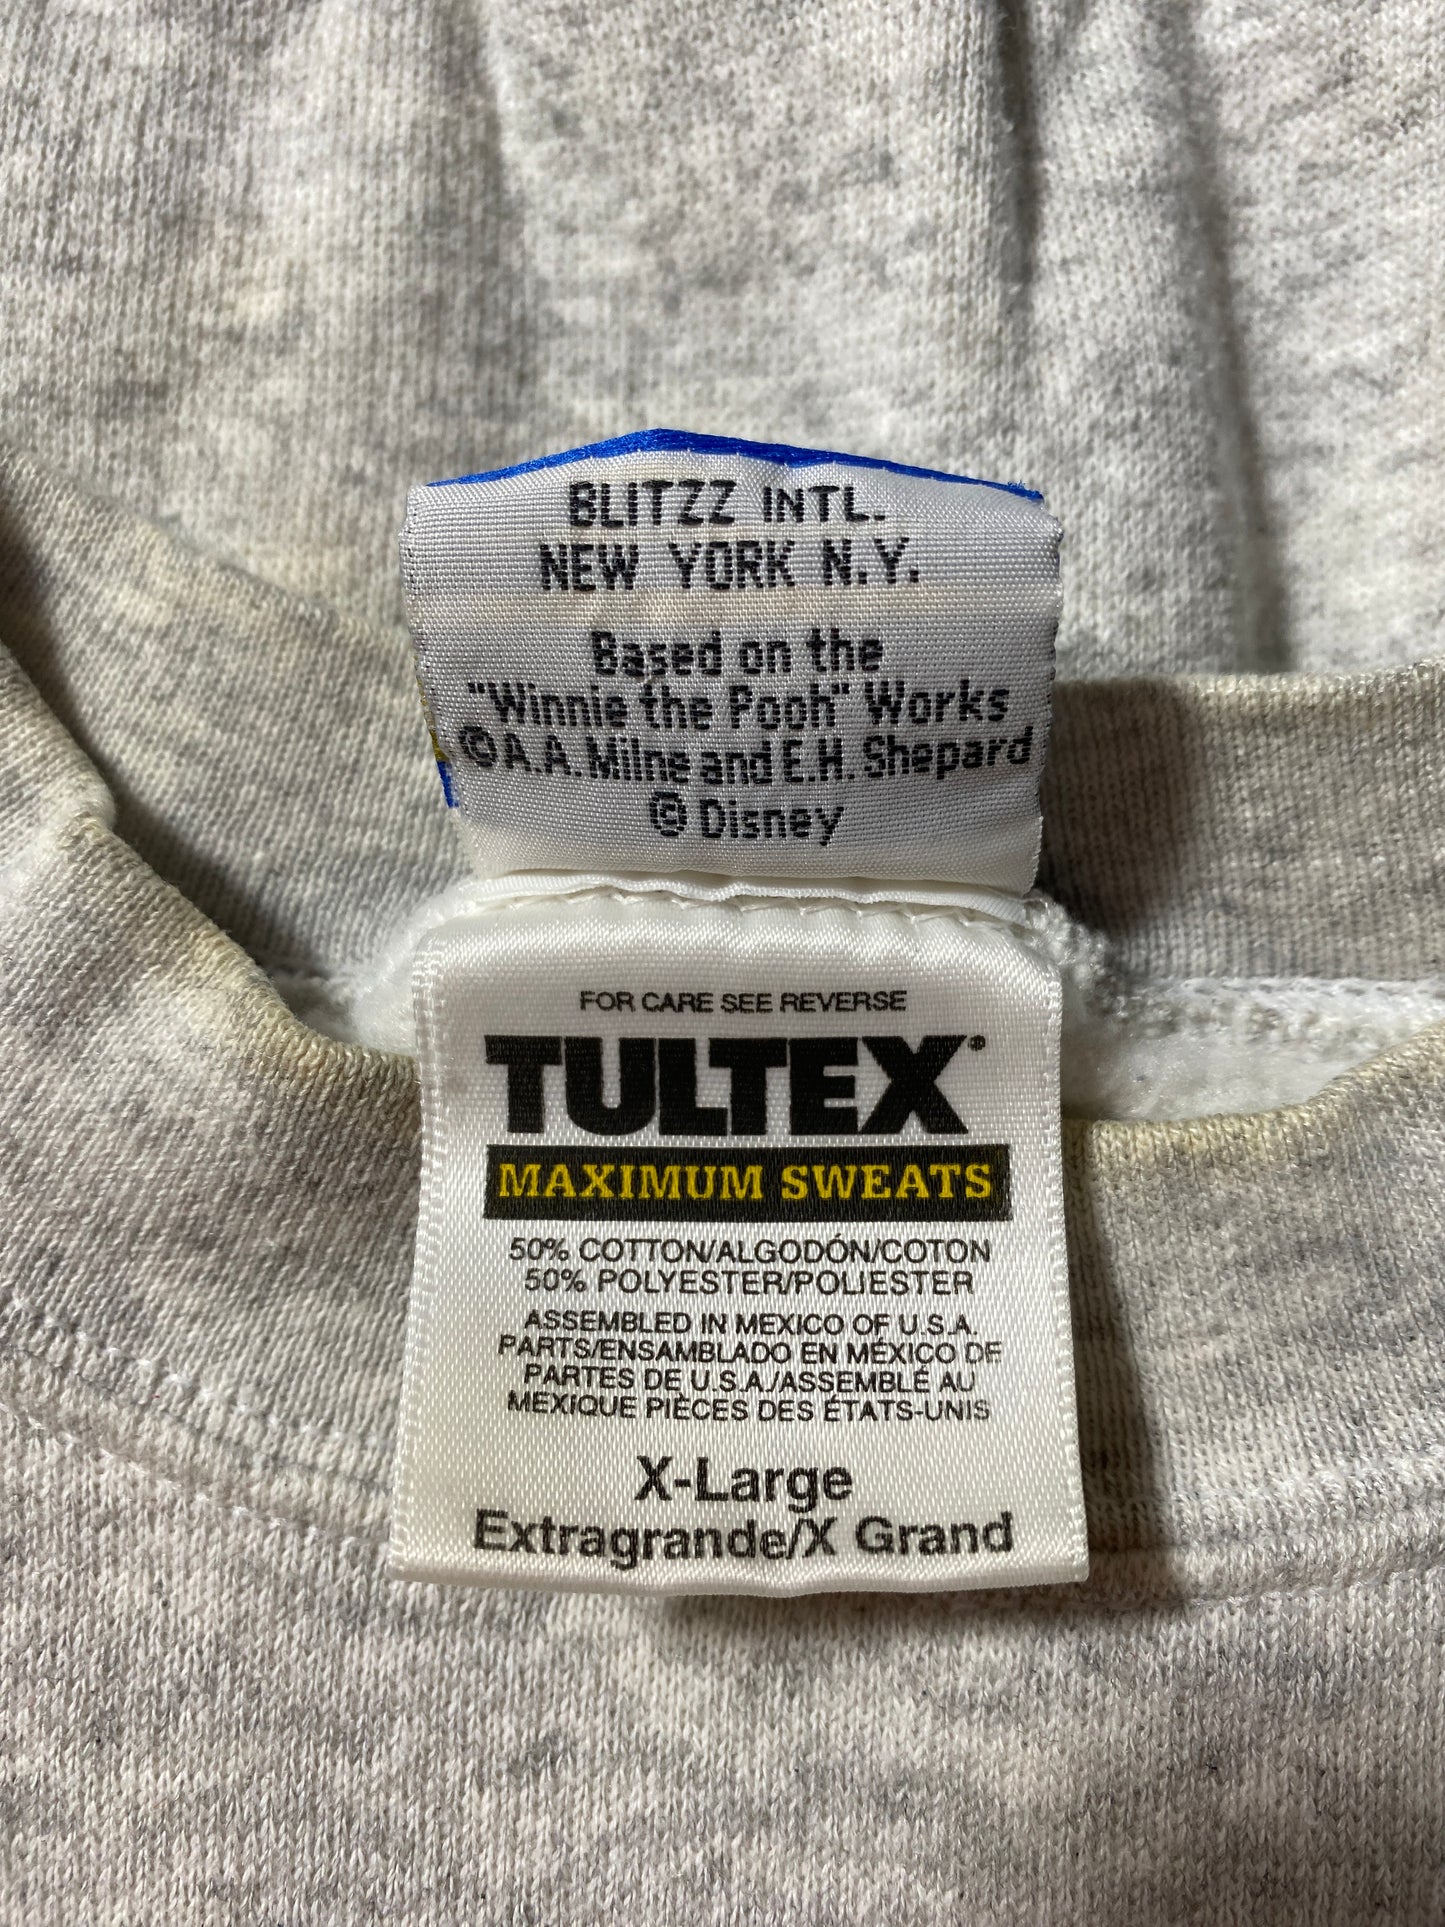 BLITZZ INTL.
NEW YORK N.Y.
Based on the
"Winnie the Pooh" Works
©A.A. Milne and E.H. Shepard
© Disney
FOR CARE SEE REVERSE
TULTEX®
MAXIMUM SWEATS
50% COTTON/ALGODÓN/COTON
50% POLYESTER/POLIESTER
ASSEMBLED IN MEXICO OF U.S.A.
PARTS/ENSAMBLADO EN MÉXICO DE
PARTES DE U.S.A./ASSEMBLÉ AU
MEXIQUE PIÈCES DES ÉTATS-UNIS
X-Large
Extragrande/X Grand